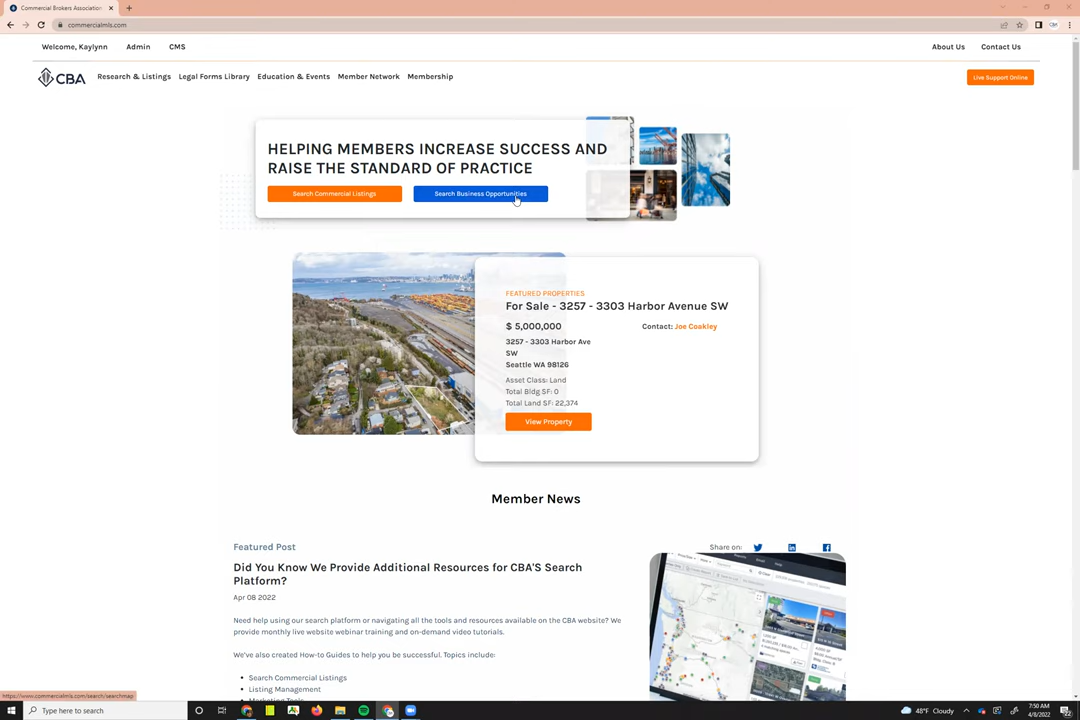 Commercial Brokers Association
commercialmls.com
Welcome, Kaylynn Admin CMS About Us Contact Us
CBA Research & Listings Legal Forms Library Education & Events Member Network Membership Live Support Online
HELPING MEMBERS INCREASE SUCCESS AND
RAISE THE STANDARD OF PRACTICE
Search Commercial Listings Search Business Opportunities
FEATURED PROPERTIES
For Sale - 3257 - 3303 Harbor Avenue SW
$ 5,000,000 Contact: Joe Coakley
3257 - 3303 Harbor Ave
SW
Seattle WA 98126
Asset Class: Land
Total Bldg SF: 0
Total Land SF: 22,374
View Property
Member News
Featured Post Share on:
Did You Know We Provide Additional Resources for CBA'S Search
Platform?
Apr 08 2022
Need help using our search platform or navigating all the tools and resources available on the CBA website? We
provide monthly live website webinar training and on-demand video tutorials.
We've also created How-to Guides to help you be successful. Topics include:
• Search Commercial Listings
• Listing Management
• Marketing Tools
https://www.commercialmls.com/search/searchmap
Type here to search 48°F Cloudy 7:50 AM
4/8/2022